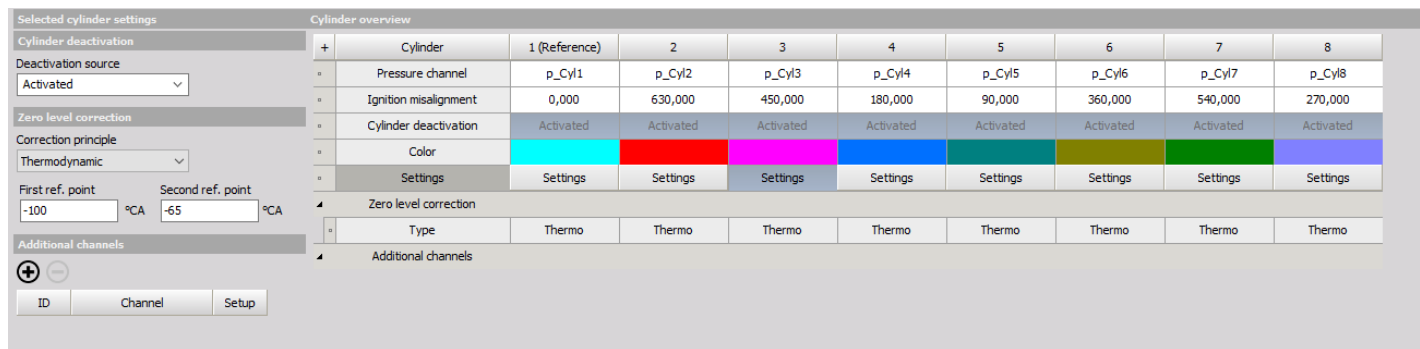 Selected cylinder settings
Cylinder overview
Cylinder deactivation
Deactivation source
Activated
Zero level correction
Correction principle
Thermodynamic
First ref. point Second ref. point
-100 ºCA -65 ºCA
Additional channels
ID Channel Setup
+ Cylinder 1 (Reference) 2 3 4 5 6 7 8
Pressure channel p_Cyl1 p_Cyl2 p_Cyl3 p_Cyl4 p_Cyl5 p_Cyl6 p_Cyl7 p_Cyl8
Ignition misalignment 0,000 630,000 450,000 180,000 90,000 360,000 540,000 270,000
Cylinder deactivation Activated Activated Activated Activated Activated Activated Activated Activated
Color
Settings Settings Settings Settings Settings Settings Settings Settings Settings
Zero level correction
Type Thermo Thermo Thermo Thermo Thermo Thermo Thermo Thermo
Additional channels